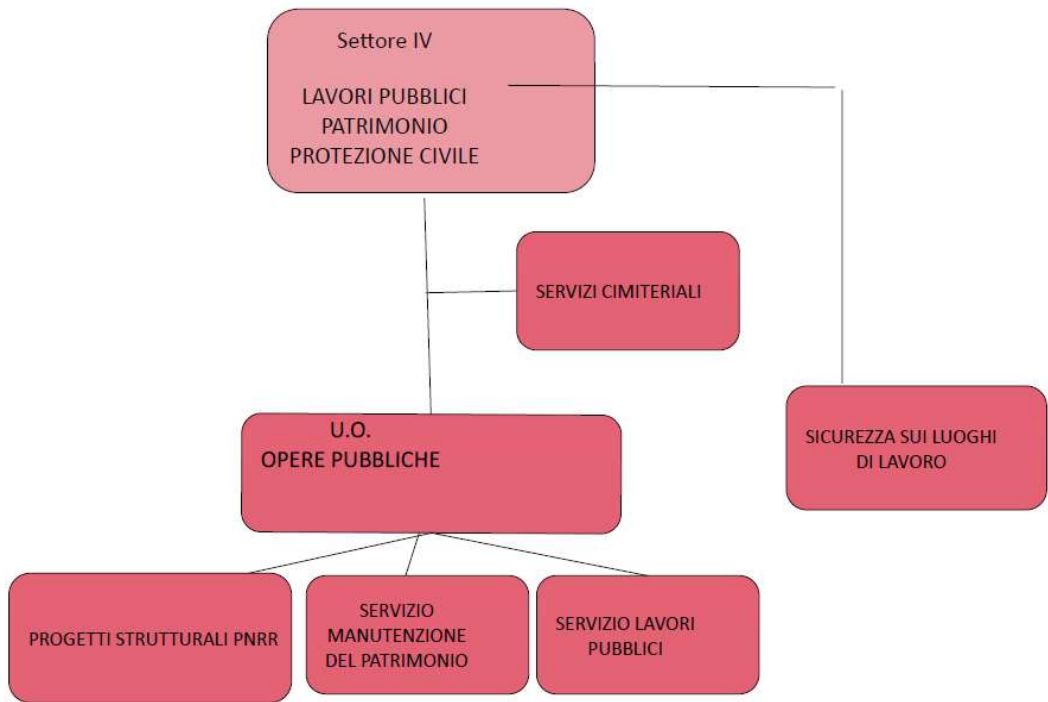 Settore IV
LAVORI PUBBLICI
PATRIMONIO
PROTEZIONE CIVILE
SERVIZI CIMITERIALI
U.O.
OPERE PUBBLICHE
SICUREZZA SUI LUOGHI
DI LAVORO
PROGETTI STRUTTURALI PNRR
SERVIZIO
MANUTENZIONE
DEL PATRIMONIO
SERVIZIO LAVORI
PUBBLICI